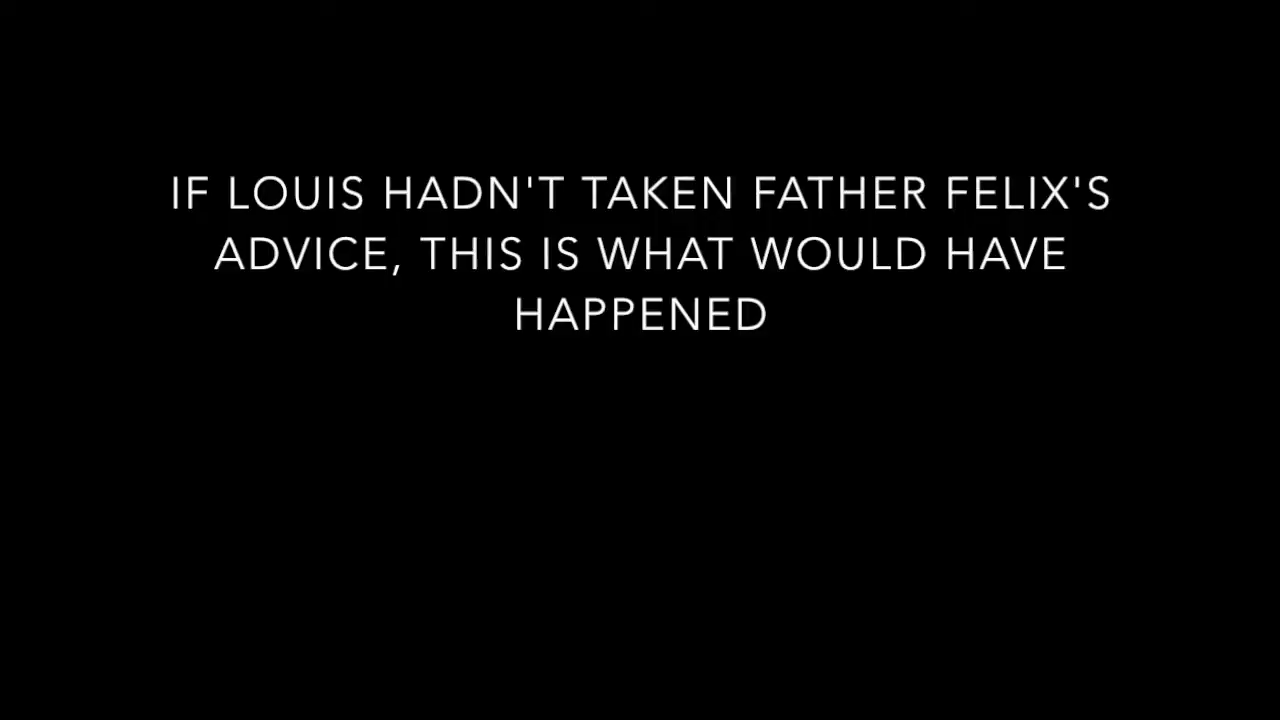 IF LOUIS HADN'T TAKEN FATHER FELIX'S
ADVICE, THIS IS WHAT WOULD HAVE
HAPPENED